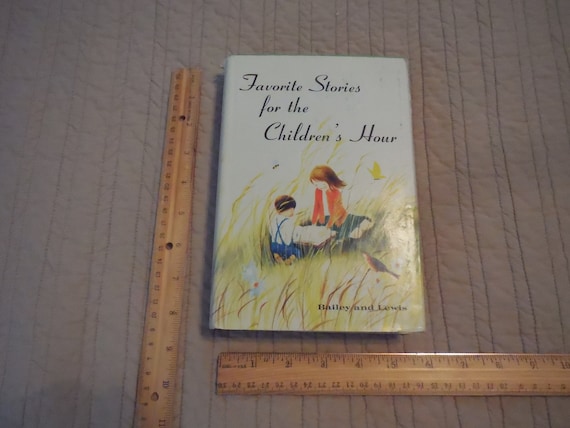 Favorite Stories
for the
Children's Hour
Bailey and Lewis